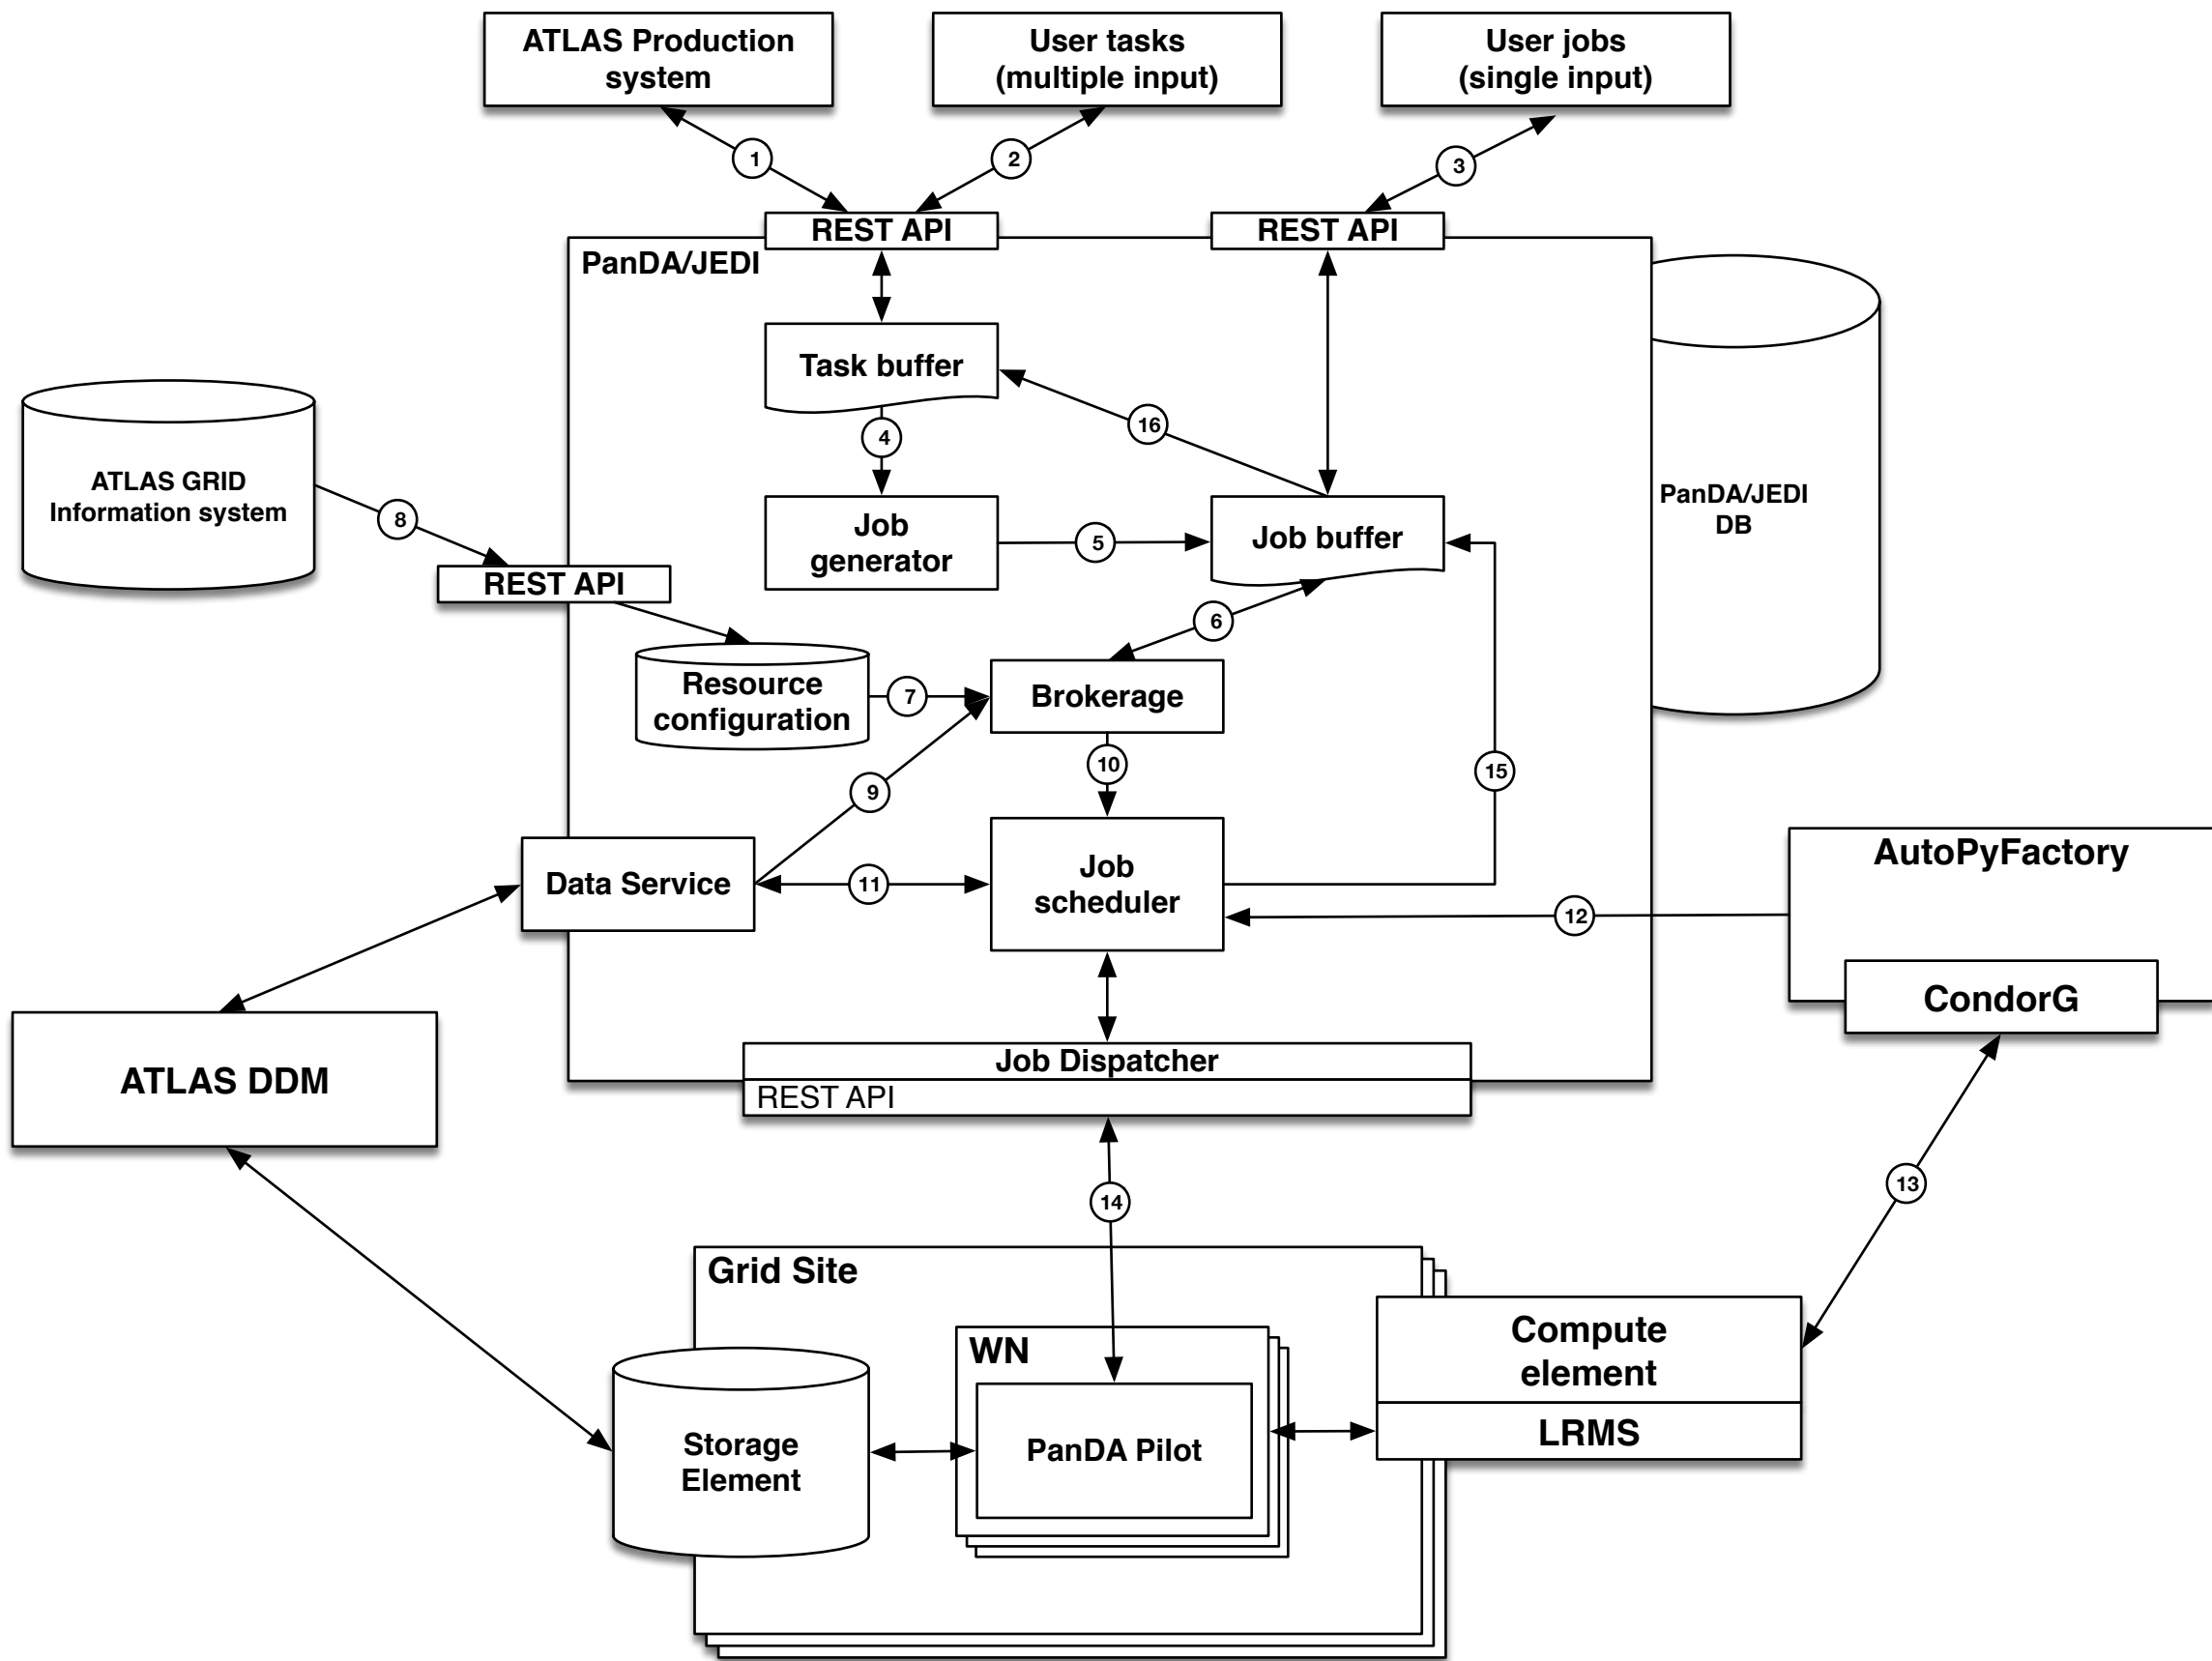 ATLAS Production
system
User tasks
(multiple input)
User jobs
(single input)
1
2
3
REST API
REST API
PanDA/JEDI
Task buffer
16
4
ATLAS GRID
Information system
8
PanDA/JEDI
DB
Job
generator
5
Job buffer
REST API
6
Resource
configuration
7
Brokerage
10
15
9
Data Service
11
Job
scheduler
12
AutoPyFactory
CondorG
ATLAS DDM
Job Dispatcher
REST API
14
13
Grid Site
WN
Compute
element
LRMS
Storage
Element
PanDA Pilot